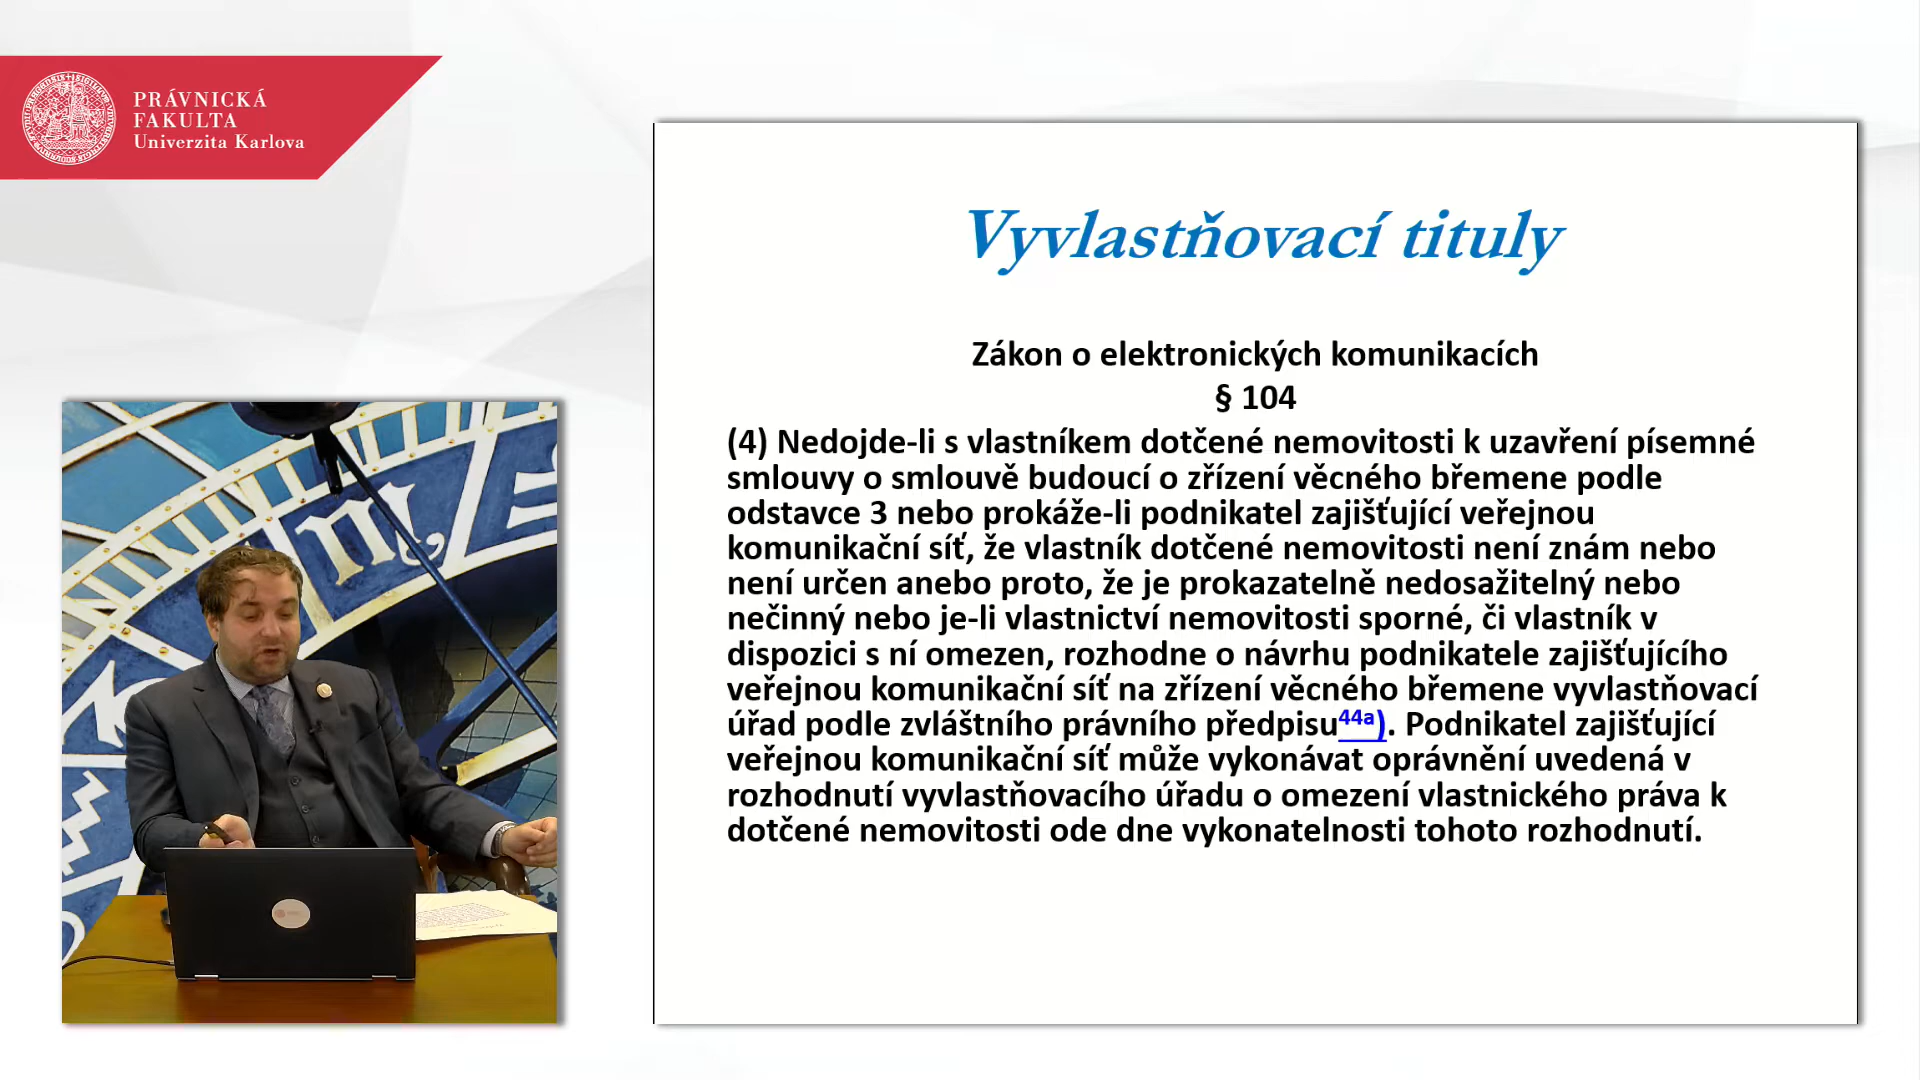 PRÁVNICKÁ
FAKULTA
Univerzita Karlova
Vyvlastňovací tituly
Zákon o elektronických komunikacích
§ 104
(4) Nedojde-li s vlastníkem dotčené nemovitosti k uzavření písemné
smlouvy o smlouvě budoucí o zřízení věcného břemene podle
odstavce 3 nebo prokáže-li podnikatel zajišťující veřejnou
komunikační síť, že vlastník dotčené nemovitosti není znám nebo
není určen anebo proto, že je prokazatelně nedosažitelný nebo
nečinný nebo je-li vlastnictví nemovitosti sporné, či vlastník v
dispozici s ní omezen, rozhodne o návrhu podnikatele zajišťujícího
veřejnou komunikační síť na zřízení věcného břemene vyvlastňovací
úřad podle zvláštního právního předpisu44a). Podnikatel zajišťující
veřejnou komunikační síť může vykonávat oprávnění uvedená v
rozhodnutí vyvlastňovacího úřadu o omezení vlastnického práva k
dotčené nemovitosti ode dne vykonatelnosti tohoto rozhodnutí.